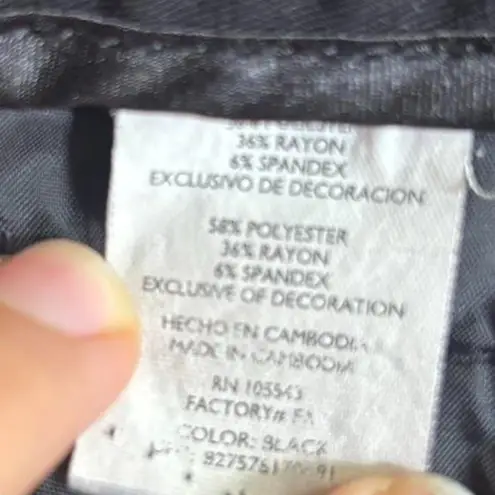 36% RAYON
6% SPANDEX
EXCLUSIVO DE DECORACION
58% POLYESTER
36% RAYON
6% SPANDEX
EXCLUSIVE OF DECORATION
HECHO EN CAMBODIA
MADE IN CAMBODIA
RN 105543
FACTORY#
COLOR: BLACK